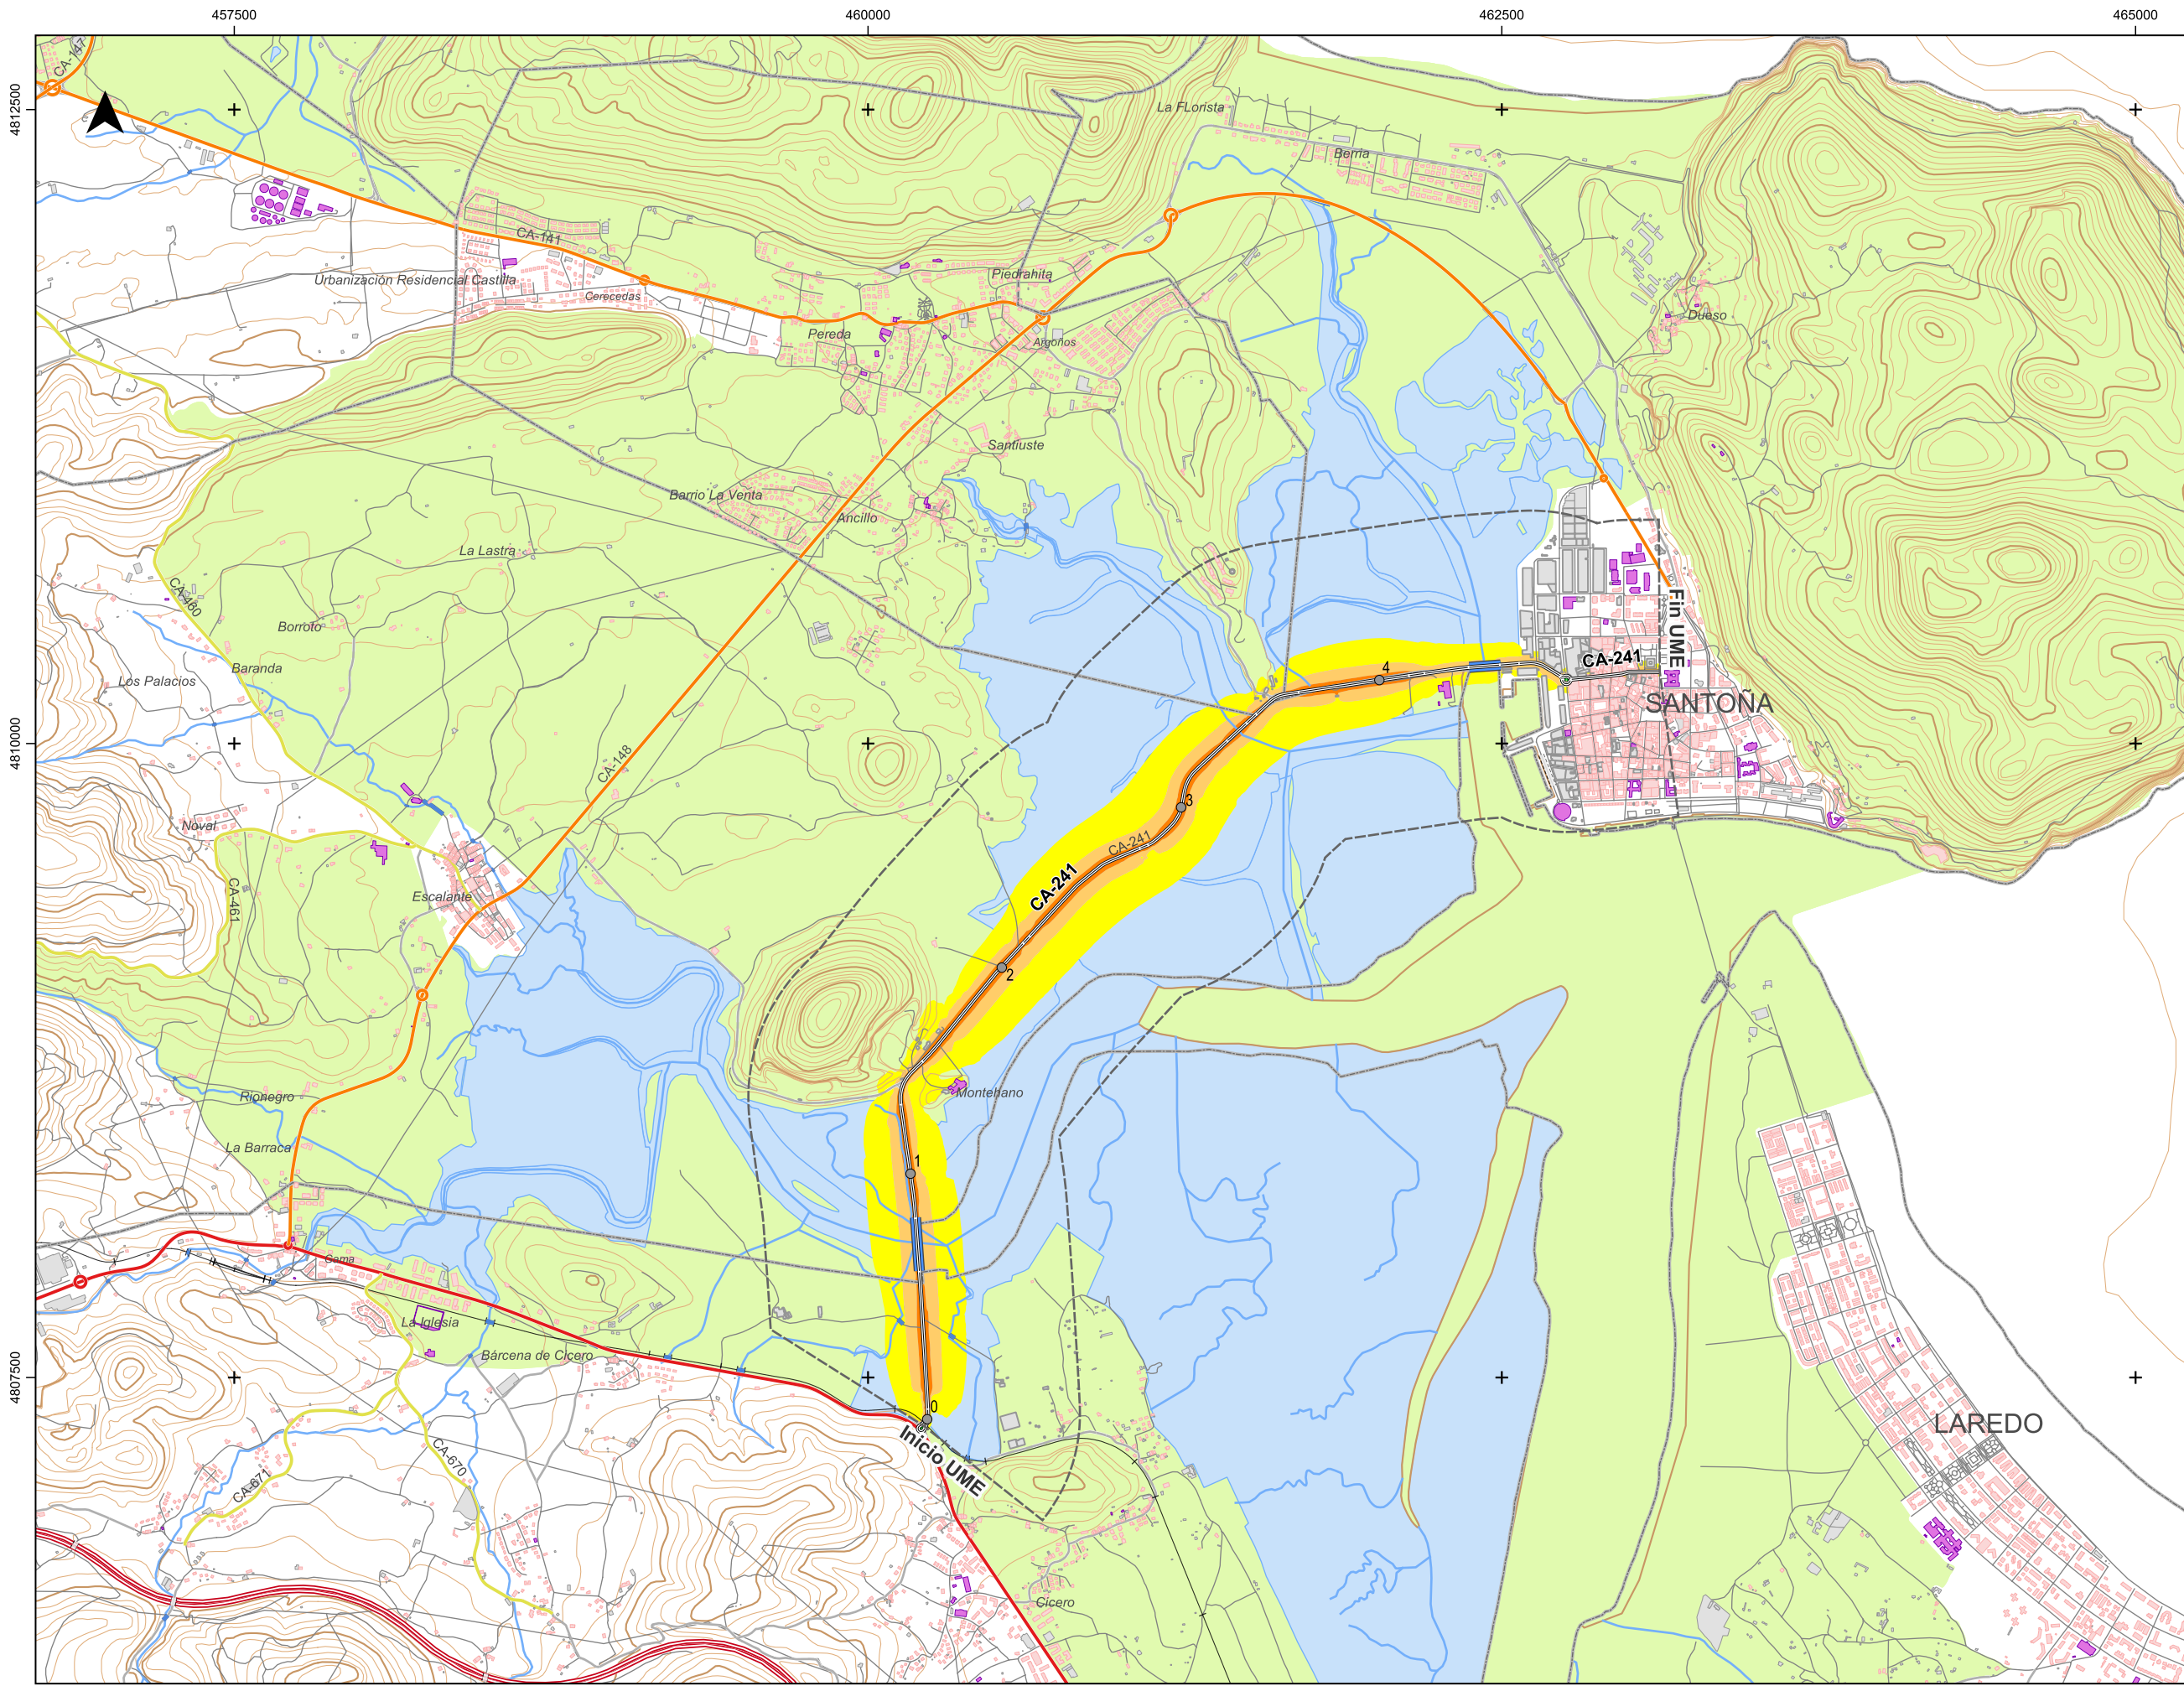 457500
460000
462500
465000
4812500
4810000
4807500
CA-147
La FLorista
Berria
CA-141
Urbanización Residencial Castilla
Cerecedas
Piedrahita
Pereda
Argoños
Dueso
Santiuste
Barrio La Venta
Ancillo
La Lastra
CA-460
Borroto
Baranda
Los Palacios
Fin UME
CA-241
SANTOÑA
4
CA-148
3
CA-241
CA-241
Noval
CA-461
Escalante
2
Montehano
Rionegro
La Barraca
1
Gama
La Iglesia
Bárcena de Cicero
0
Inicio UME
LAREDO
CA-670
CA-671
Cicero